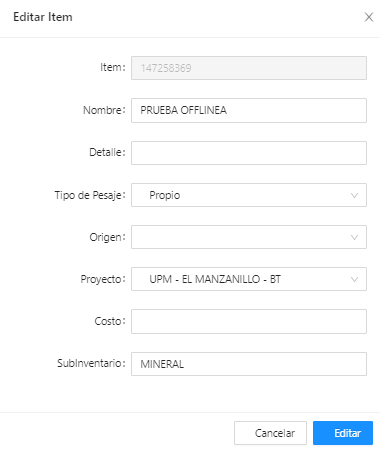 Editar Item
Item: 147258369
Nombre: PRUEBA OFFLINEA
Detalle:
Tipo de Pesaje: Propio
Origen:
Proyecto: UPM - EL MANZANILLO - BT
Costo:
SubInventario: MINERAL
Cancelar Editar